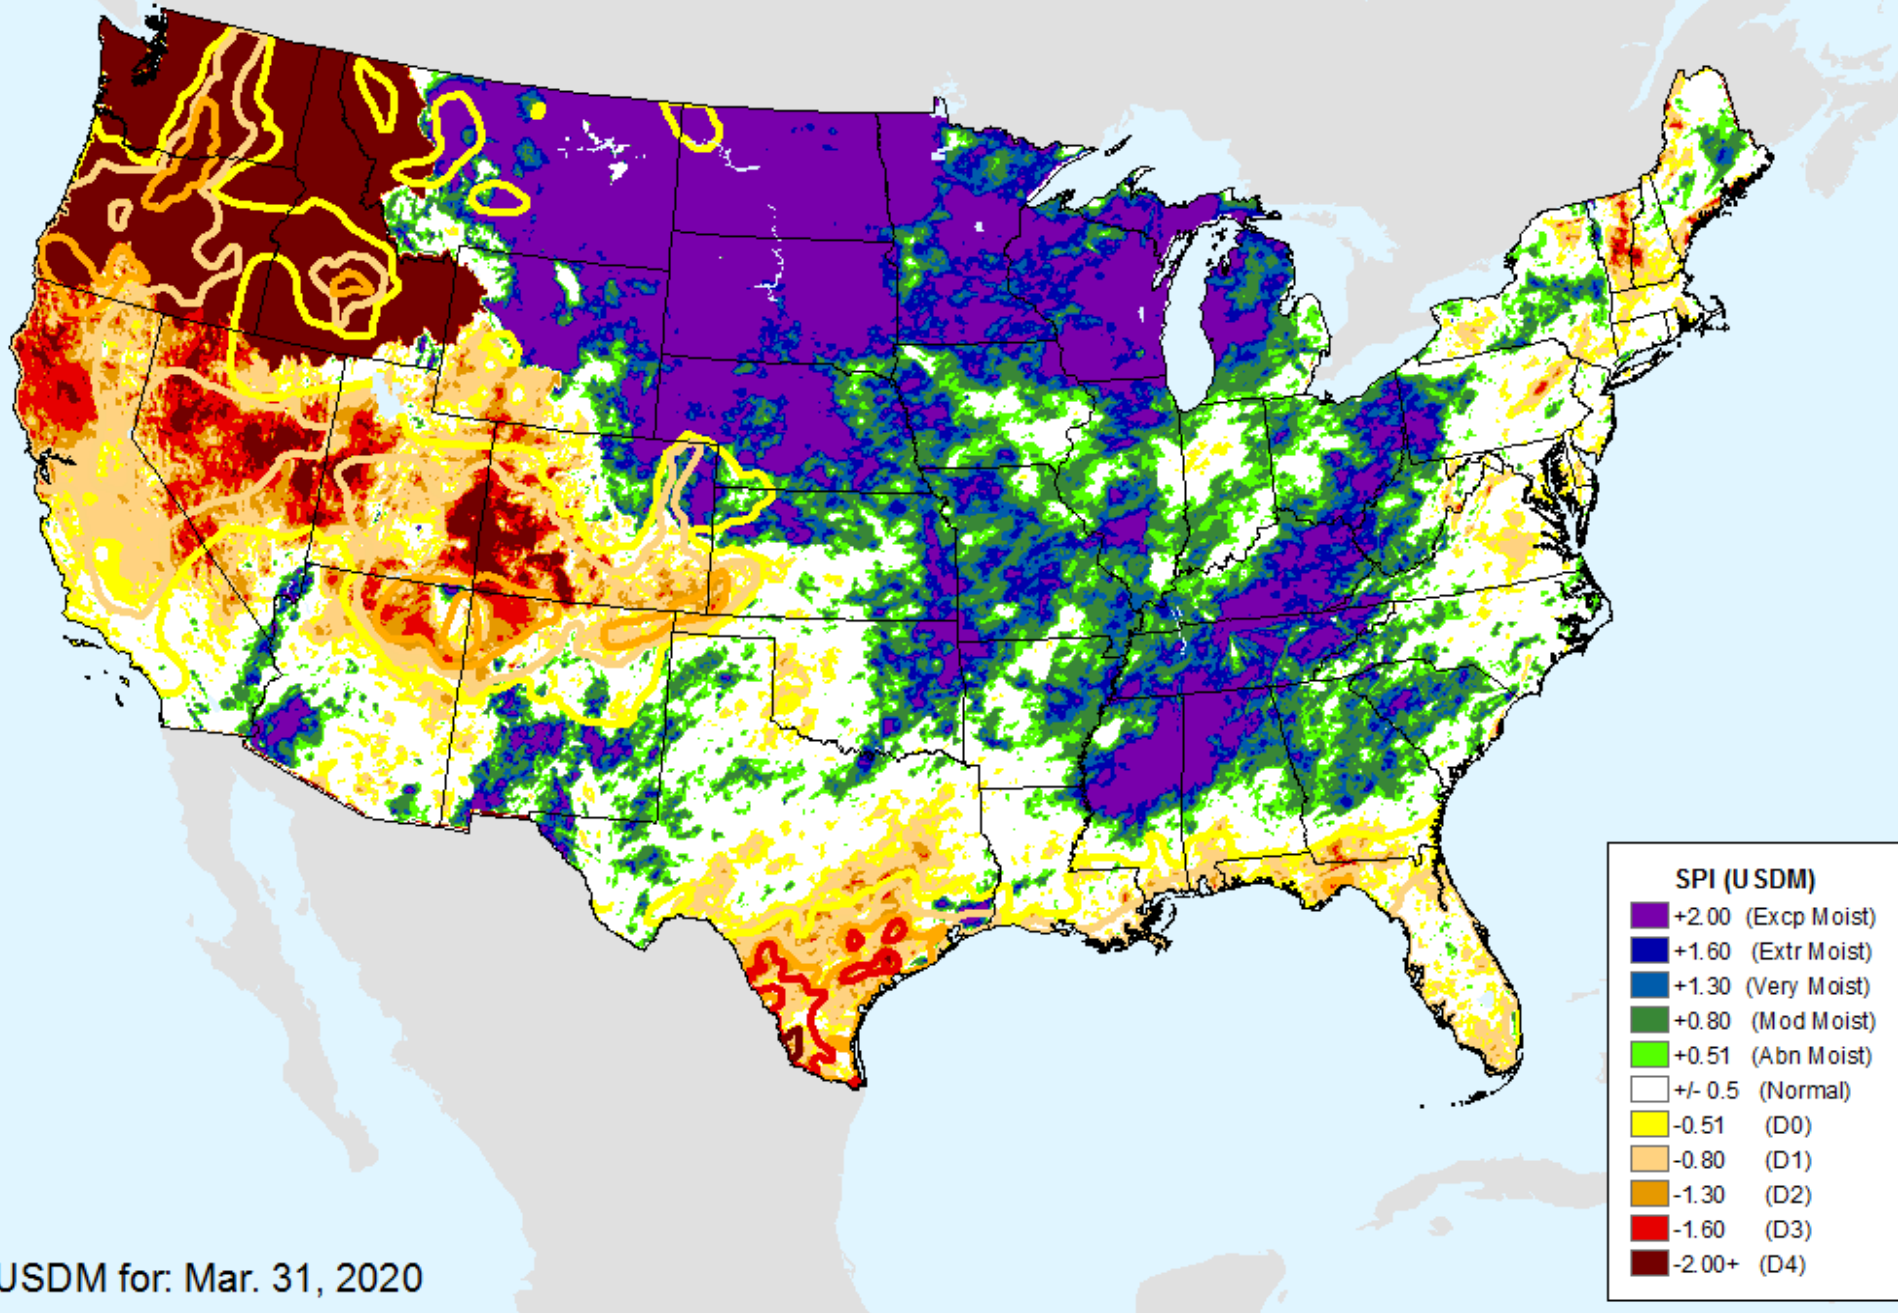 SPI (USDM)
+2.00 (Excp Moist)
+1.60 (Extr Moist)
+1.30 (Very Moist)
+0.80 (Mod Moist)
+0.51 (Abn Moist)
+/- 0.5 (Normal)
-0.51 (D0)
-0.80 (D1)
-1.30 (D2)
-1.60 (D3)
-2.00+ (D4)
USDM for: Mar. 31, 2020